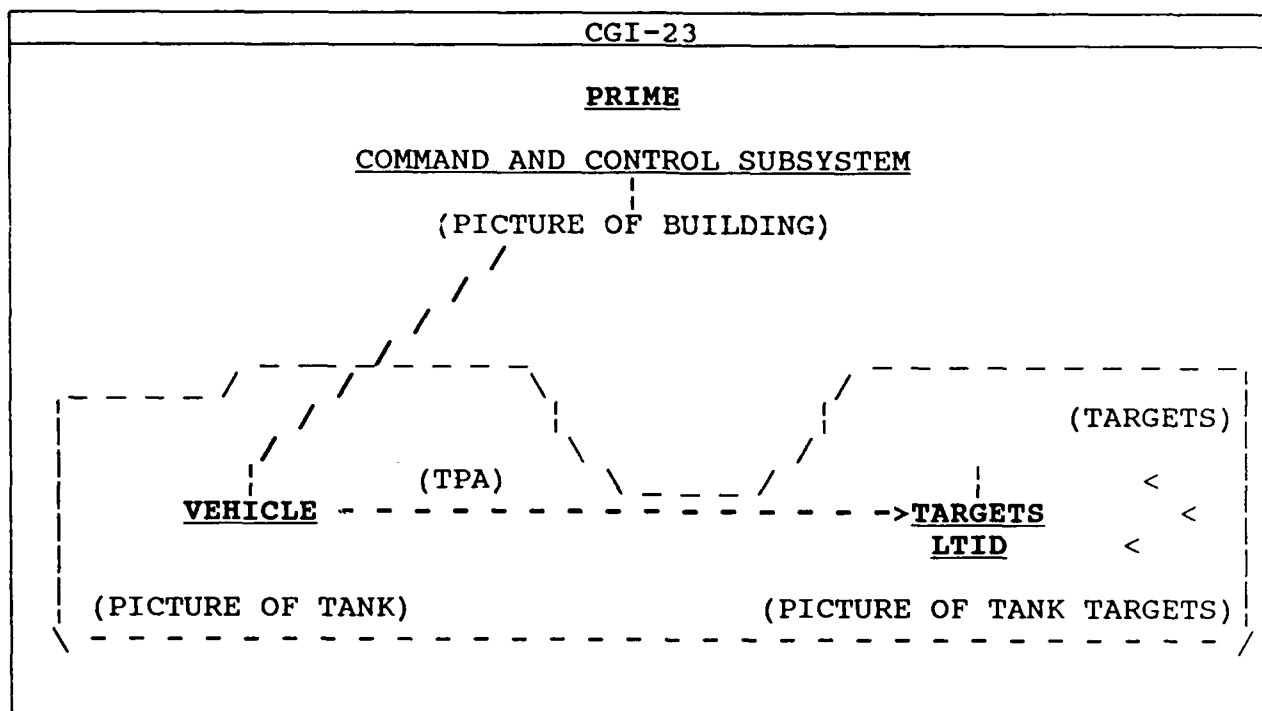 CGI-23
PRIME
COMMAND AND CONTROL SUBSYSTEM
(PICTURE OF BUILDING)
(TARGETS)
(TPA)
<
VEHICLE - - - - - - - - - - - - - - - - ->TARGETS <
LTID <
(PICTURE OF TANK) (PICTURE OF TANK TARGETS)